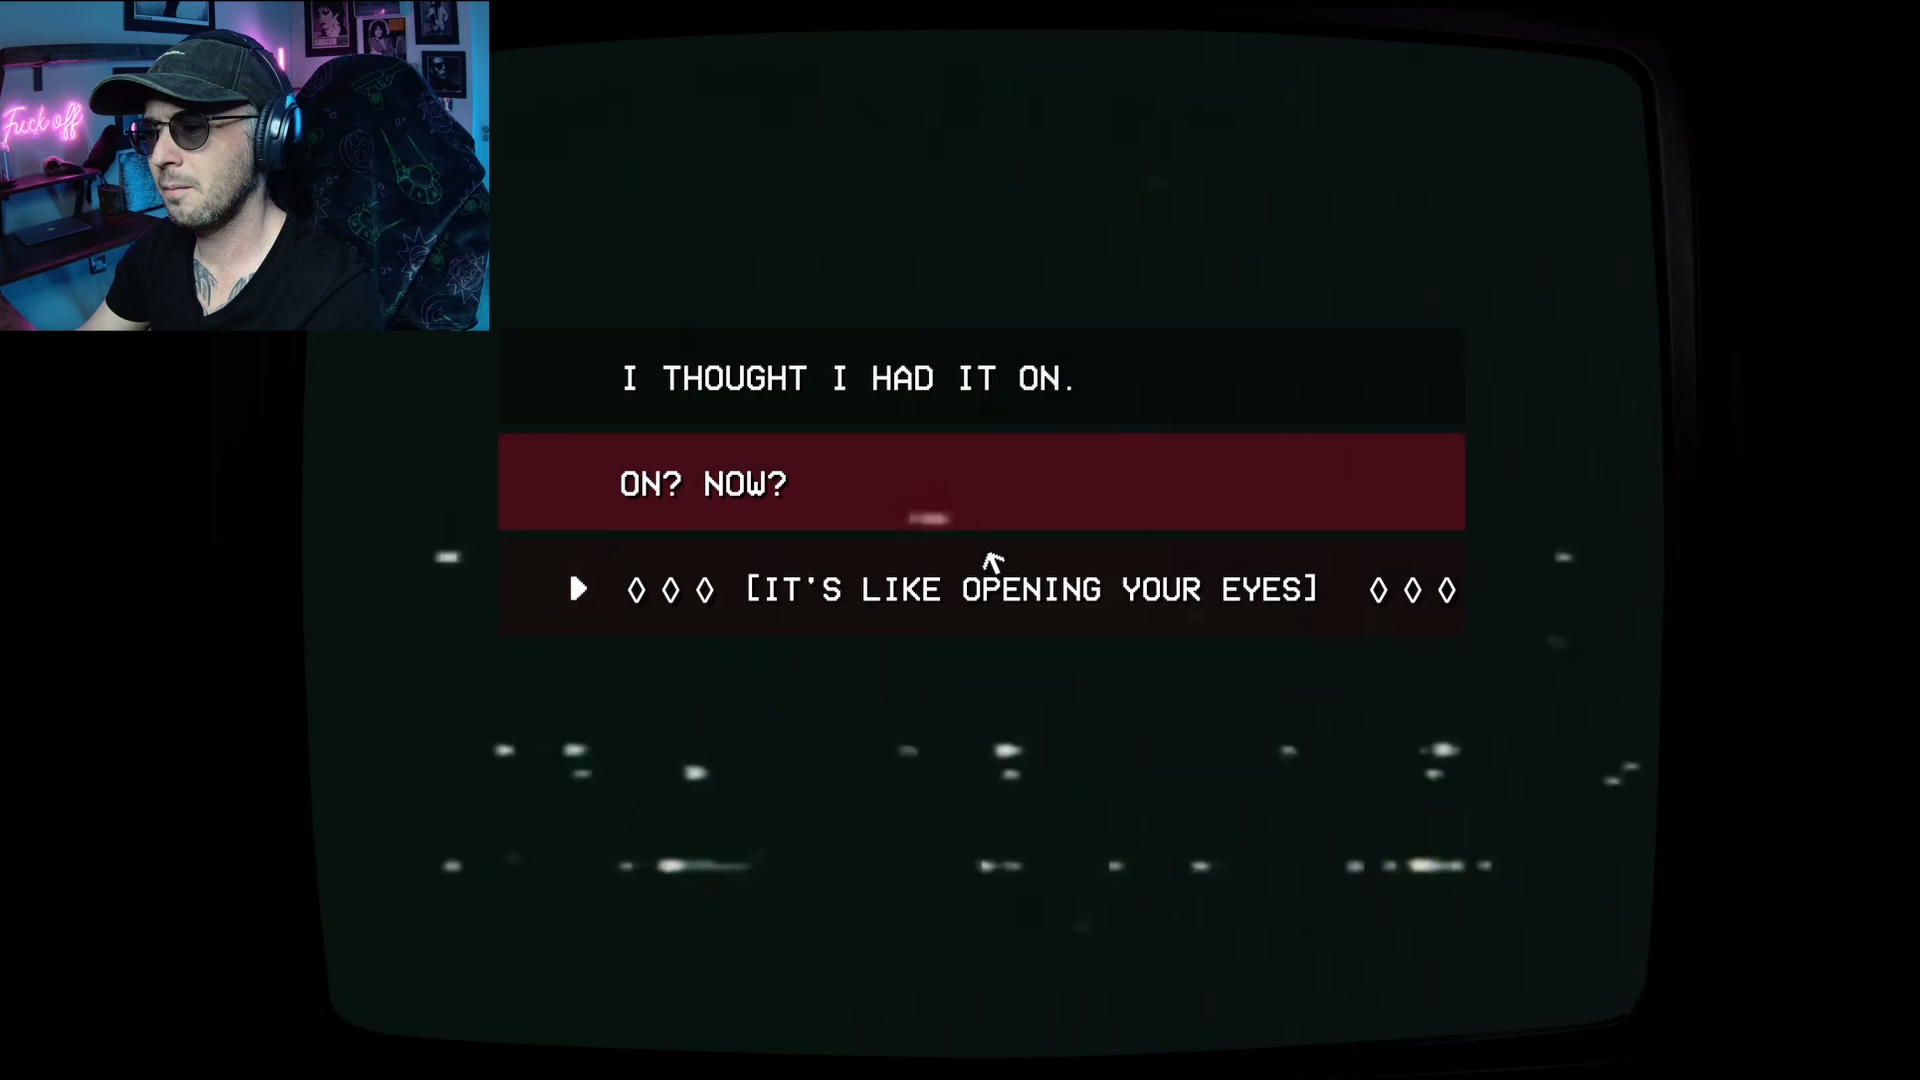 Fuck off
I THOUGHT I HAD IT ON.
ON? NOW?
▶ ◊ ◊ ◊ [IT'S LIKE OPENING YOUR EYES] ◊ ◊ ◊